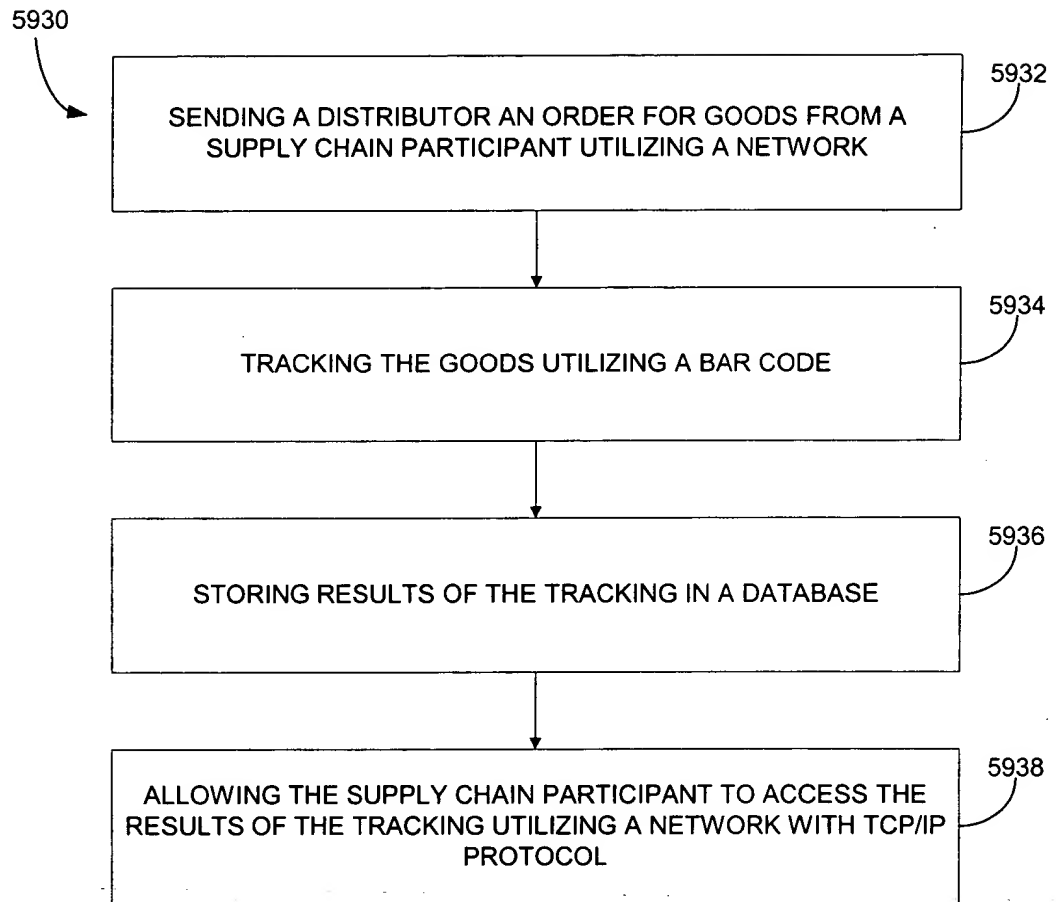 5930
5932
SENDING A DISTRIBUTOR AN ORDER FOR GOODS FROM A
SUPPLY CHAIN PARTICIPANT UTILIZING A NETWORK
5934
TRACKING THE GOODS UTILIZING A BAR CODE
5936
STORING RESULTS OF THE TRACKING IN A DATABASE
5938
ALLOWING THE SUPPLY CHAIN PARTICIPANT TO ACCESS THE
RESULTS OF THE TRACKING UTILIZING A NETWORK WITH TCP/IP
PROTOCOL